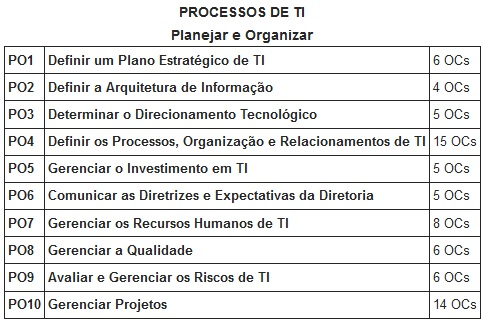 PROCESSOS DE TI
Planejar e Organizar
PO1 Definir um Plano Estratégico de TI 6 OCs
PO2 Definir a Arquitetura de Informação 4 OCs
PO3 Determinar o Direcionamento Tecnológico 5 OCs
PO4 Definir os Processos, Organização e Relacionamentos de TI 15 OCs
PO5 Gerenciar o Investimento em TI 5 OCs
PO6 Comunicar as Diretrizes e Expectativas da Diretoria 5 OCs
PO7 Gerenciar os Recursos Humanos de TI 8 OCs
PO8 Gerenciar a Qualidade 6 OCs
PO9 Avaliar e Gerenciar os Riscos de TI 6 OCs
PO10 Gerenciar Projetos 14 OCs